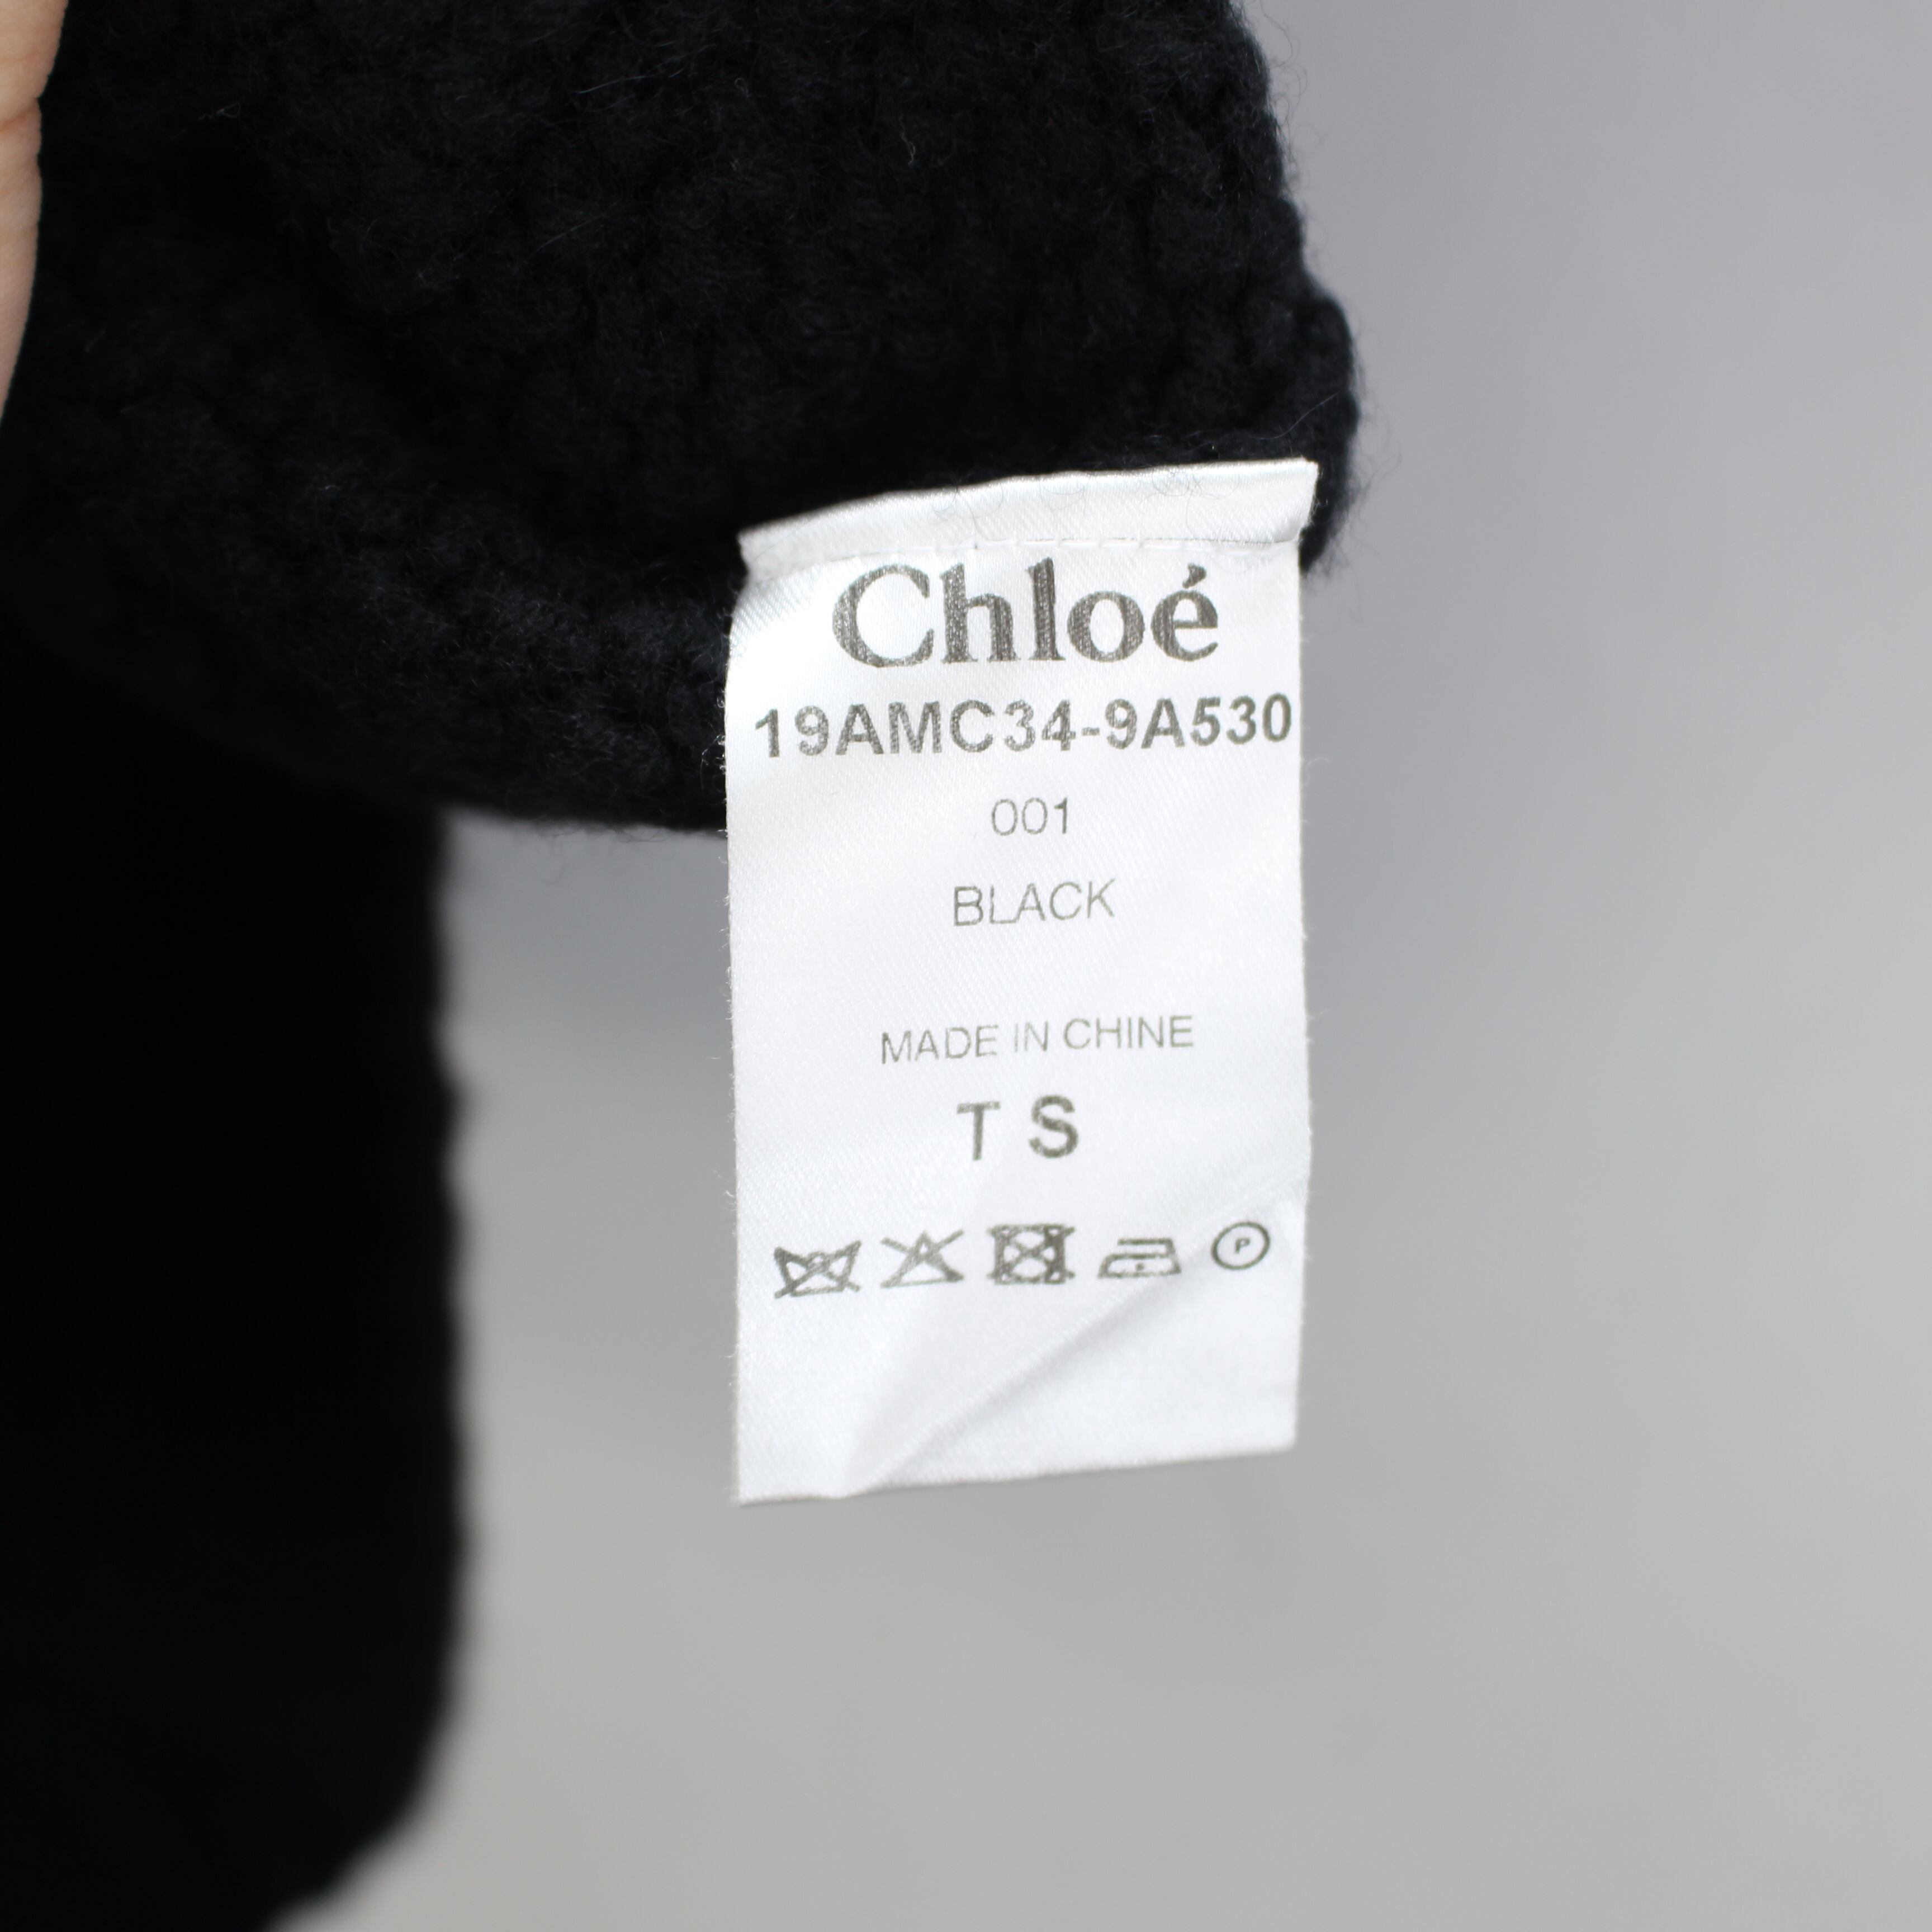 Chloé
19AMC34-9A530
001
BLACK
MADE IN CHINE
T S
P